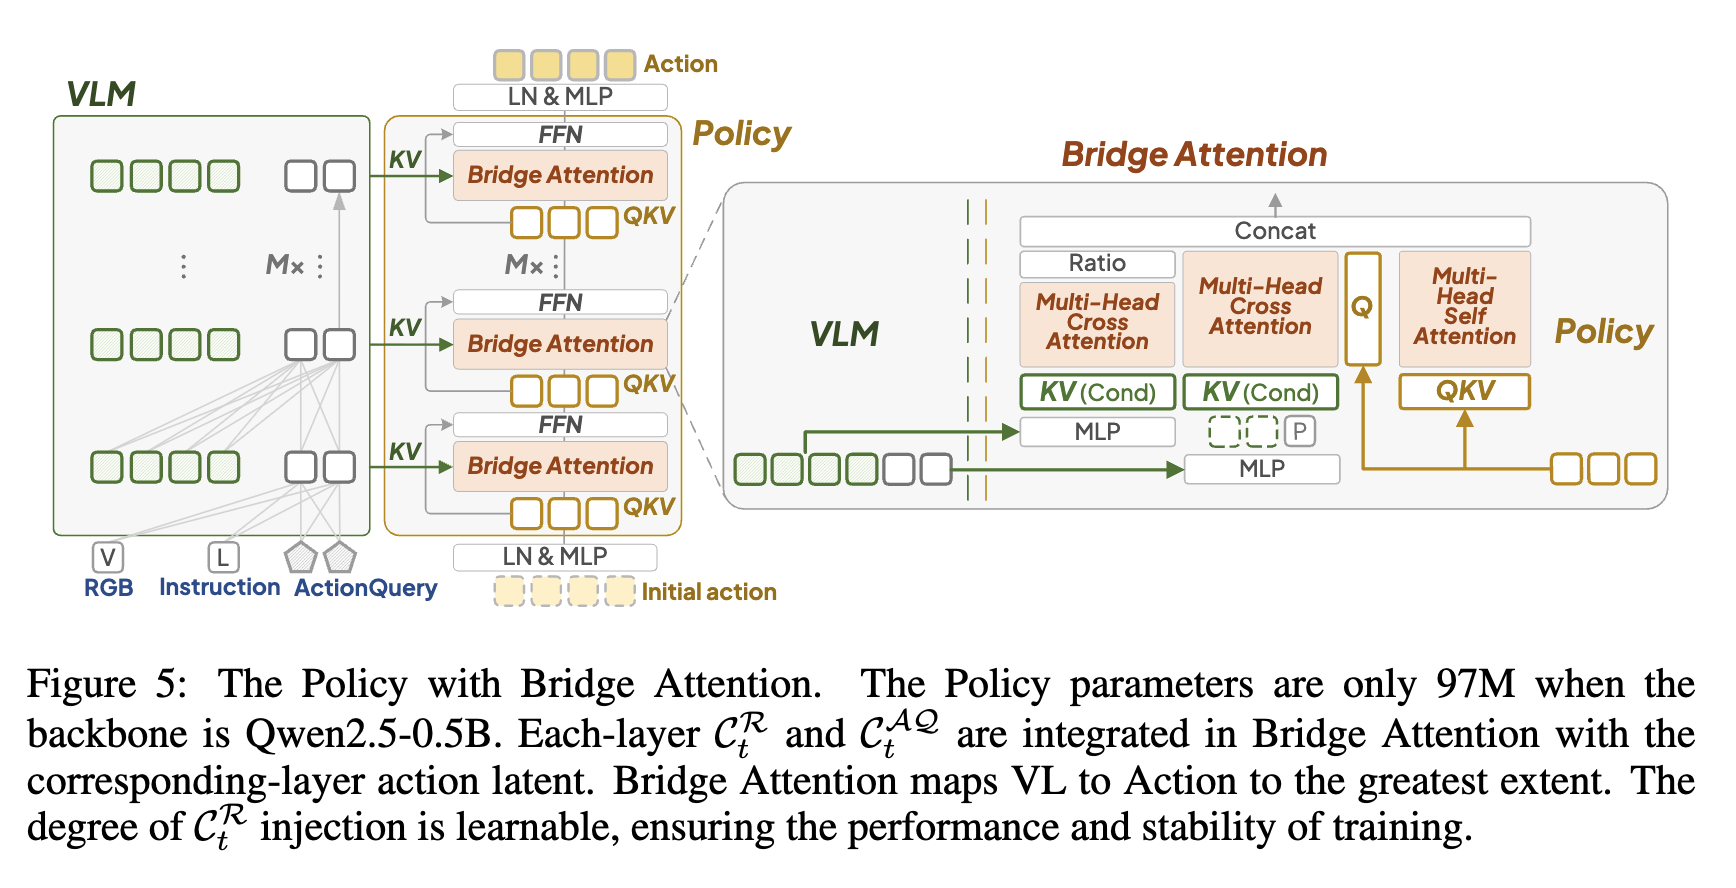 VLM
Action
LN & MLP
FFN
Policy
KV
Bridge Attention
QKV
M×
M×
FFN
KV
Bridge Attention
QKV
FFN
KV
Bridge Attention
QKV
V
L
LN & MLP
RGB
Instruction
ActionQuery
Initial action
Bridge Attention
Concat
Ratio
Multi-Head
Cross
Attention
Multi-Head
Cross
Attention
Q
Multi-
Head
Self
Attention
VLM
Policy
KV (Cond)
KV (Cond)
QKV
MLP
P
MLP
Figure 5: The Policy with Bridge Attention. The Policy parameters are only 97M when the
backbone is Qwen2.5-0.5B. Each-layer $\mathcal{C}_t^{\mathcal{R}}$ and $\mathcal{C}_t^{\mathcal{AQ}}$ are integrated in Bridge Attention with the
corresponding-layer action latent. Bridge Attention maps VL to Action to the greatest extent. The
degree of $\mathcal{C}_t^{\mathcal{R}}$ injection is learnable, ensuring the performance and stability of training.